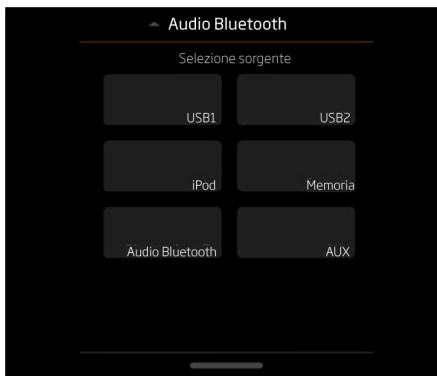 Audio Bluetooth
Selezione sorgente
USB1
USB2
iPod
Memoria
Audio Bluetooth
AUX